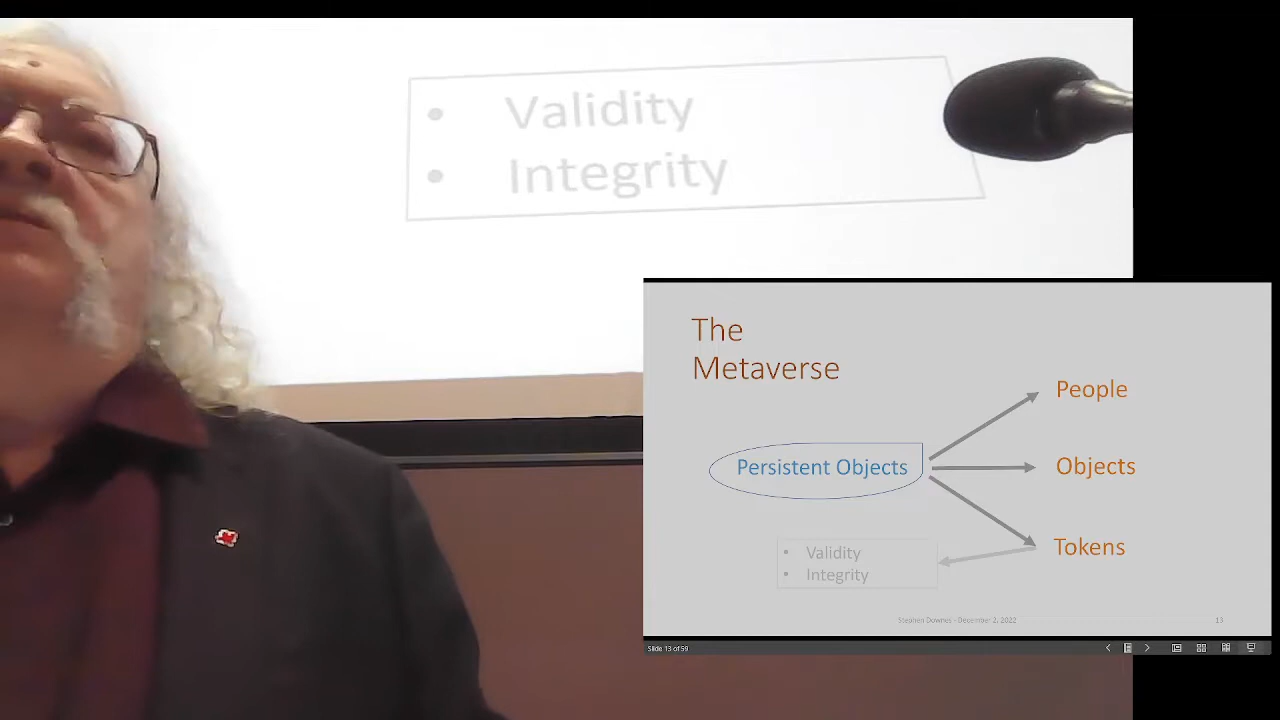 • Validity
• Integrity
The
Metaverse
People
Persistent Objects
Objects
Tokens
• Validity
• Integrity
Stephen Downes - December 2, 2022
13
Slide 13 of 59